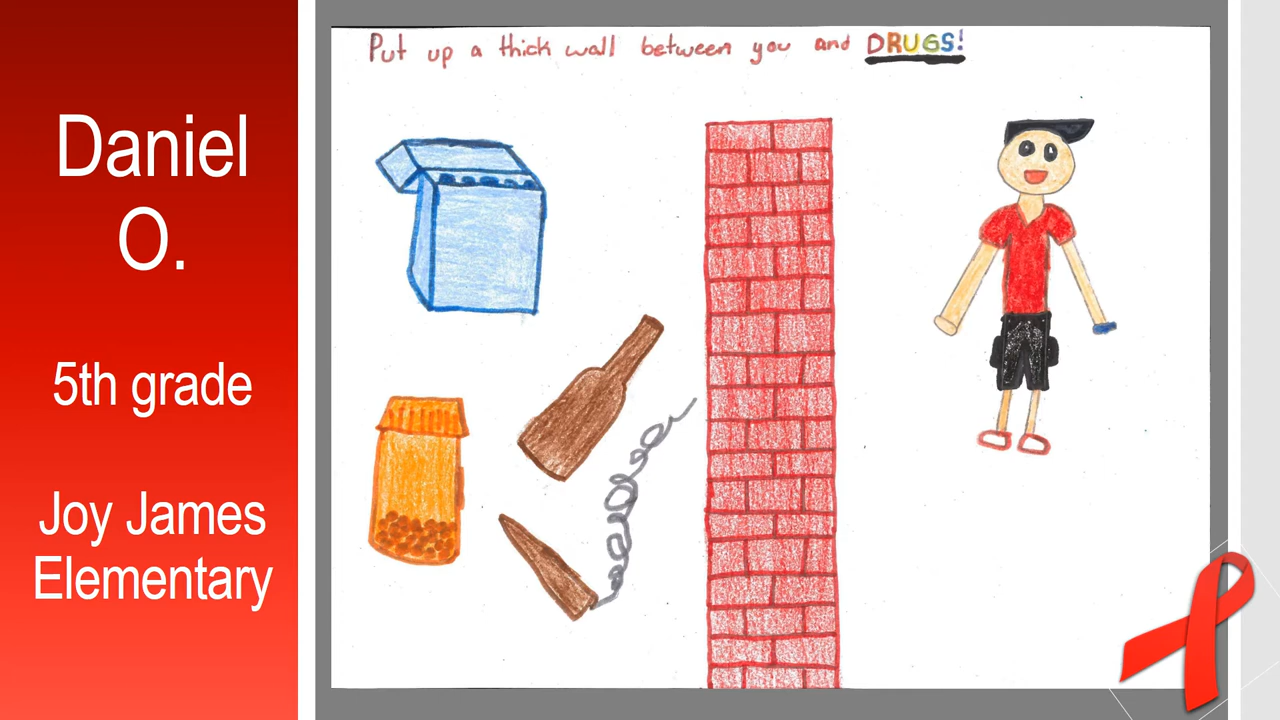 Daniel
O.
5th grade
Joy James
Elementary
Put up a thick wall between you and DRUGS!